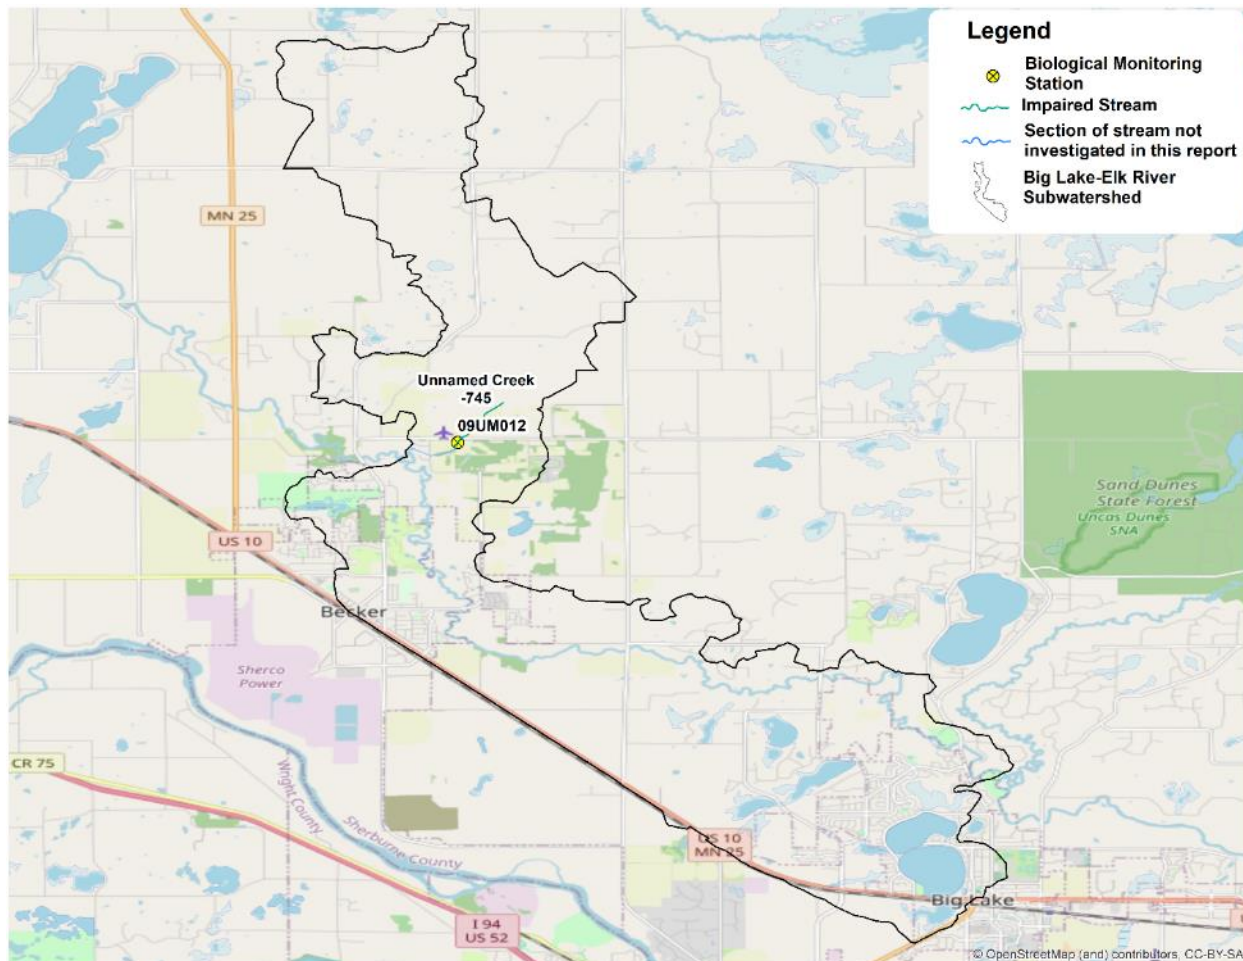 Legend
Biological Monitoring
Station
Impaired Stream
Section of stream not
investigated in this report
Big Lake-Elk River
Subwatershed
MN 25
Unnamed Creek
-745
09UM012
Sand Dunes
State Forest
Uncas Dunes
SNA
US 10
Becker
Sherco
Power
CR 75
Wright County
Sherburne County
US 10
MN 25
Big Lake
I 94
US 52
© OpenStreetMap (and) contributors, CC-BY-SA